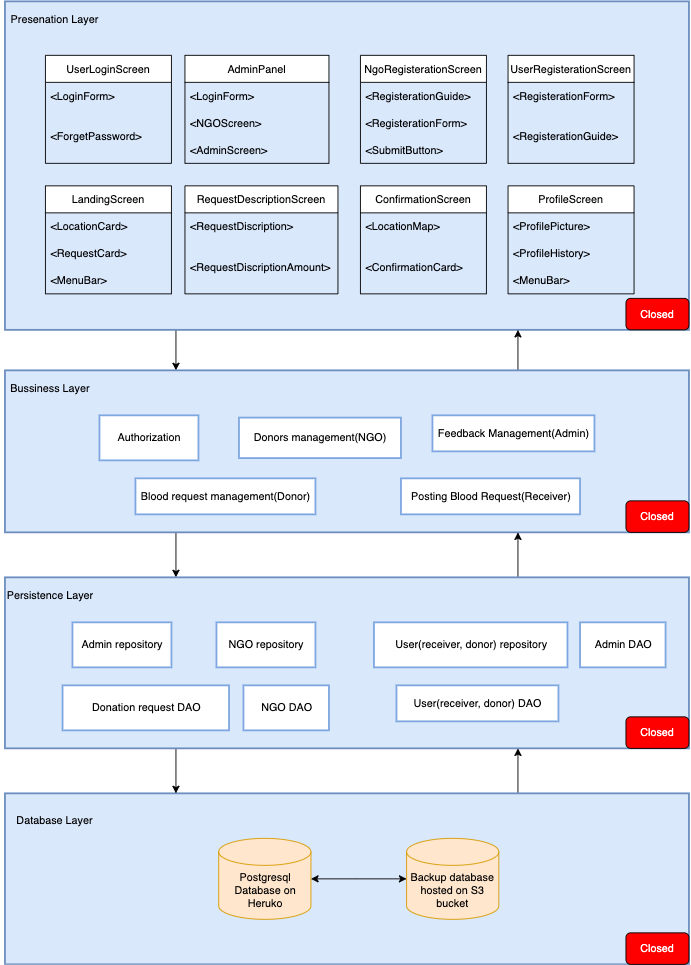 Presenation Layer
UserLoginScreen
<LoginForm>
<ForgetPassword>
AdminPanel
<LoginForm>
<NGOScreen>
<AdminScreen>
NgoRegisterationScreen
<RegisterationGuide>
<RegisterationForm>
<SubmitButton>
UserRegisterationScreen
<RegisterationForm>
<RegisterationGuide>
LandingScreen
<LocationCard>
<RequestCard>
<MenuBar>
RequestDescriptionScreen
<RequestDiscription>
<RequestDiscriptionAmount>
ConfirmationScreen
<LocationMap>
<ConfirmationCard>
ProfileScreen
<ProfilePicture>
<ProfileHistory>
<MenuBar>
Closed
Bussiness Layer
Authorization
Donors management(NGO)
Feedback Management(Admin)
Blood request management(Donor)
Posting Blood Request(Receiver)
Closed
Persistence Layer
Admin repository
NGO repository
User(receiver, donor) repository
Admin DAO
Donation request DAO
NGO DAO
User(receiver, donor) DAO
Closed
Database Layer
Postgresql
Database on
Heruko
Backup database
hosted on S3
bucket
Closed